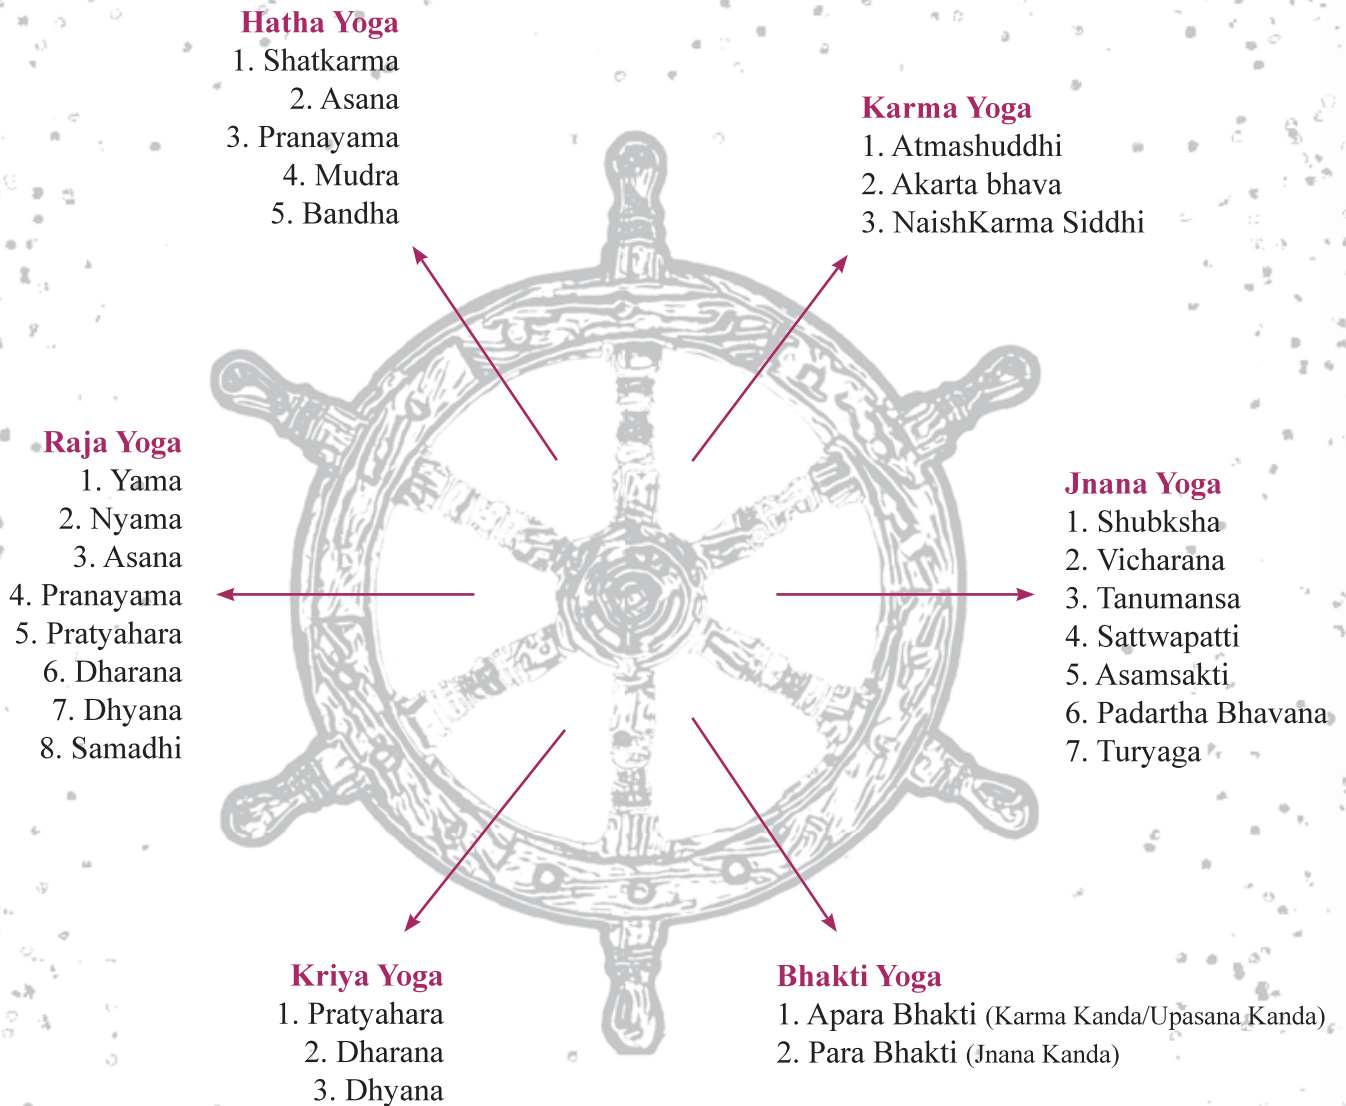 Hatha Yoga
1. Shatkarma
2. Asana
3. Pranayama
4. Mudra
5. Bandha
Karma Yoga
1. Atmashuddhi
2. Akarta bhava
3. NaishKarma Siddhi
Raja Yoga
1. Yama
2. Nyama
3. Asana
4. Pranayama
5. Pratyahara
6. Dharana
7. Dhyana
8. Samadhi
Jnana Yoga
1. Shubksha
2. Vicharana
3. Tanumansa
4. Sattwapatti
5. Asamsakti
6. Padartha Bhavana
7. Turyaga
Kriya Yoga
1. Pratyahara
2. Dharana
3. Dhyana
Bhakti Yoga
1. Apara Bhakti (Karma Kanda/Upasana Kanda)
2. Para Bhakti (Jnana Kanda)